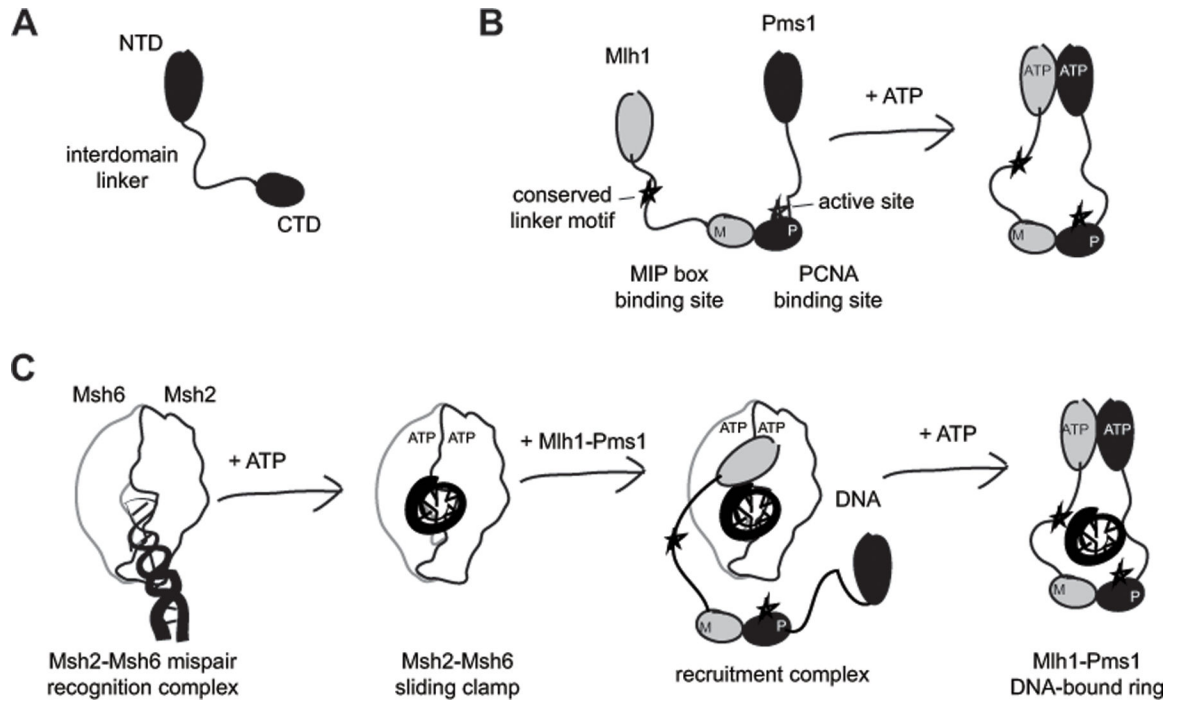 A
NTD
interdomain
linker
CTD
B
Mlh1
Pms1
conserved
linker motif
active site
M
P
MIP box
binding site
PCNA
binding site
+ ATP
ATP ATP
M
P
C
Msh6 Msh2
+ ATP
Msh2-Msh6 mispair
recognition complex
ATP ATP
+ Mlh1-Pms1
Msh2-Msh6
sliding clamp
ATP ATP
DNA
M
P
recruitment complex
+ ATP
ATP ATP
M
P
Mlh1-Pms1
DNA-bound ring